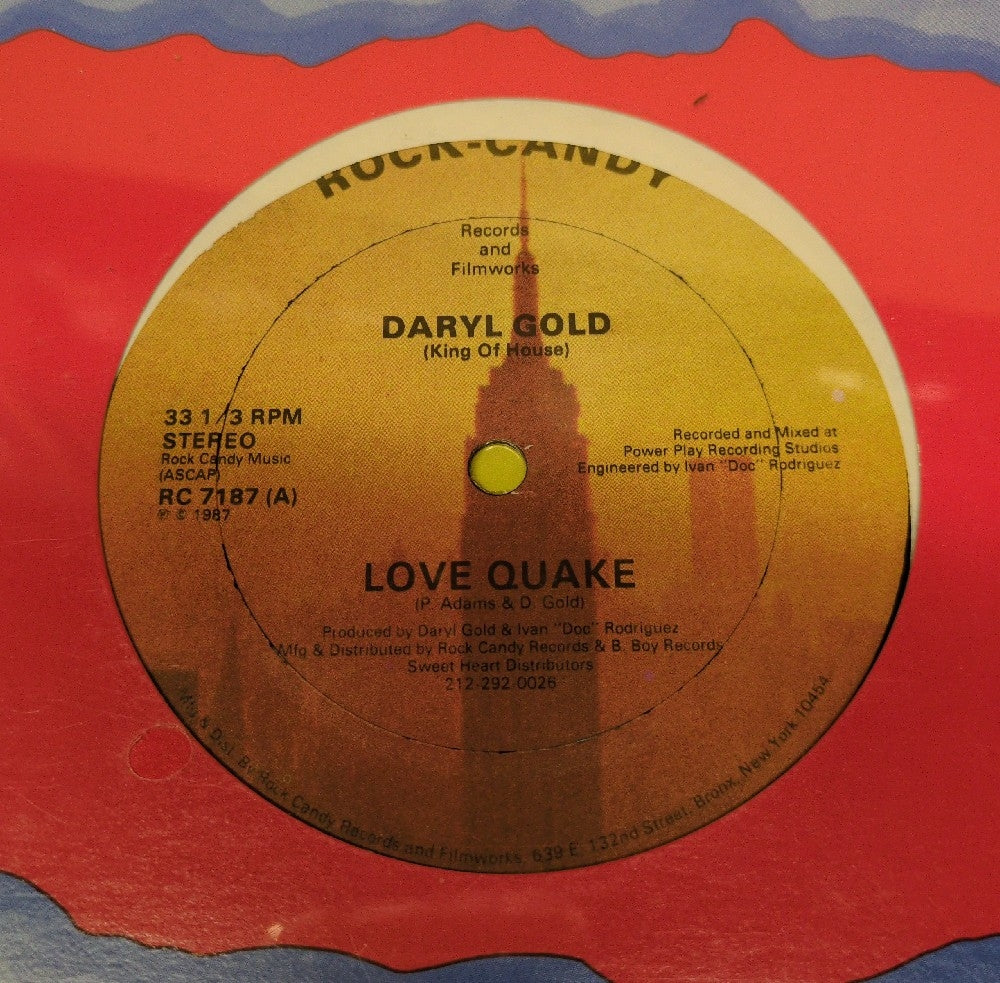 ROCK-CANDY
Records
and
Filmworks
DARYL GOLD
(King Of House)
33 1/3 RPM
STEREO
Rock Candy Music
(ASCAP)
RC 7187 (A)
℗ © 1987
Recorded and Mixed at
Power Play Recording Studios
Engineered by Ivan "Doc" Rodriguez
LOVE QUAKE
(P. Adams & D. Gold)
Produced by Daryl Gold & Ivan "Doc" Rodriguez
Mfg & Distributed by Rock Candy Records & B. Boy Records
Sweet Heart Distributors
212-292-0026
Mfg & Dist. By Rock Candy Records and Filmworks, 639 E. 132nd Street, Bronx, New York 10454